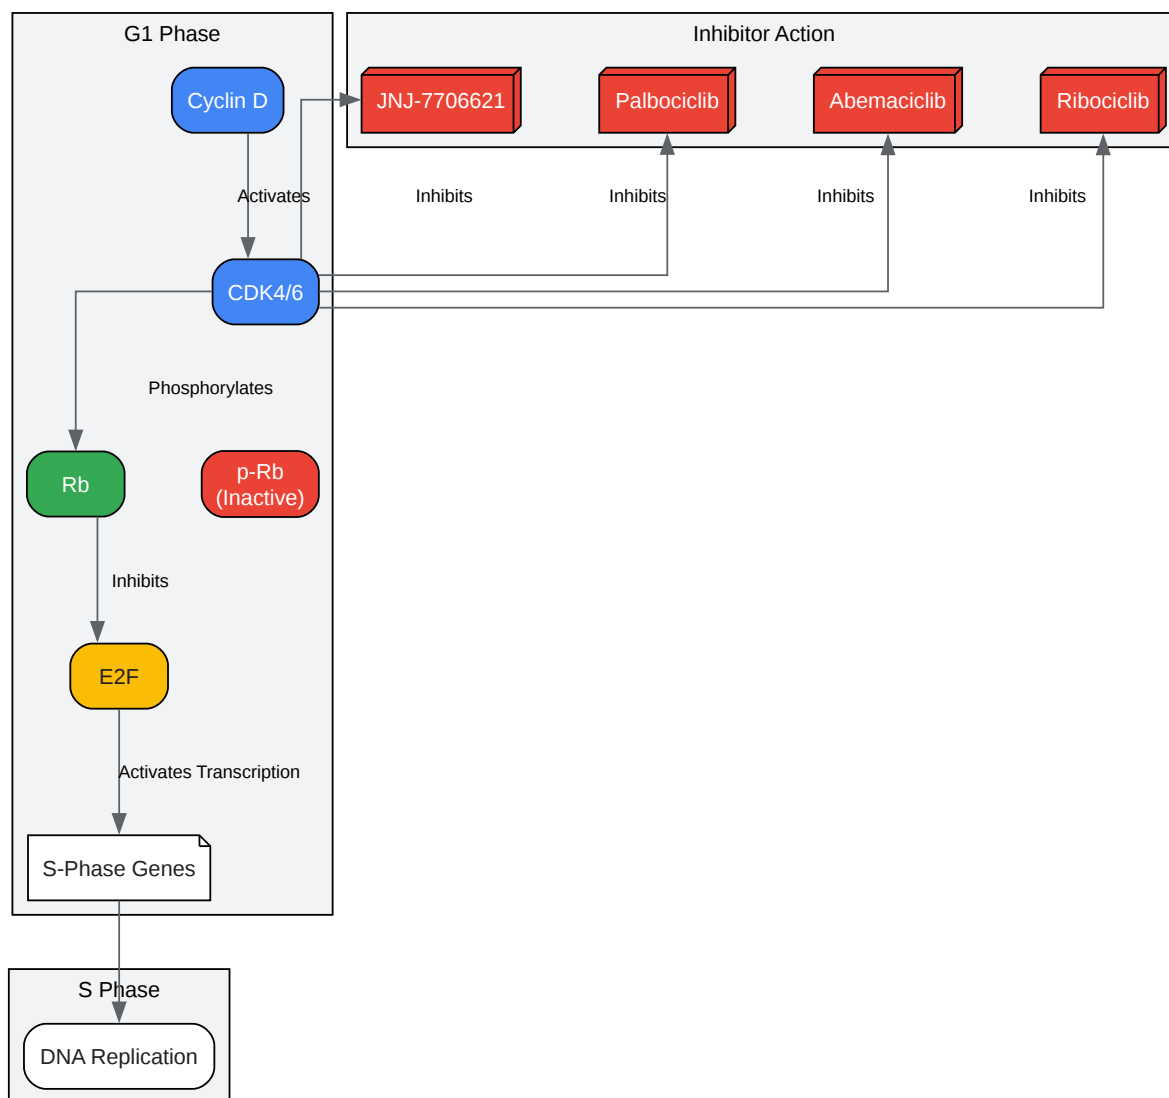 G1 Phase
Inhibitor Action
Cyclin D
JNJ-7706621
Palbociclib
Abemaciclib
Ribociclib
Activates
Inhibits
Inhibits
Inhibits
Inhibits
CDK4/6
Phosphorylates
Rb
p-Rb
(Inactive)
Inhibits
E2F
Activates Transcription
S-Phase Genes
S Phase
DNA Replication